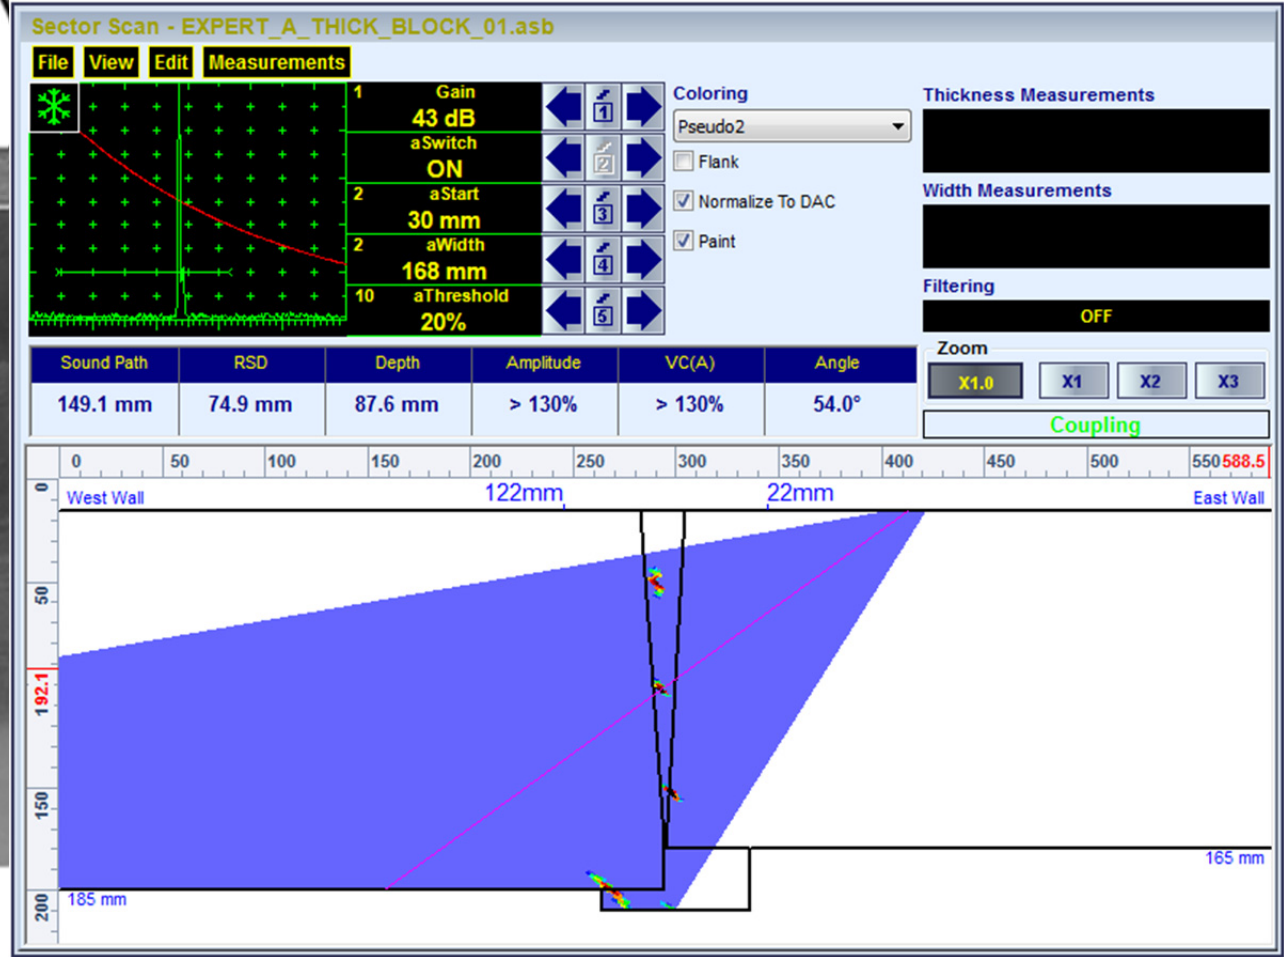 Sector Scan - EXPERT_A_THICK_BLOCK_01.asb
File View Edit Measurements
1 Gain
43 dB
1
aSwitch
ON
2
2 aStart
30 mm
3
2 aWidth
168 mm
4
10 aThreshold
20%
5
Coloring
Pseudo2
Flank
Normalize To DAC
Paint
Thickness Measurements
Width Measurements
Filtering
OFF
Zoom
X1.0 X1 X2 X3
Coupling
Sound Path RSD Depth Amplitude VC(A) Angle
149.1 mm 74.9 mm 87.6 mm > 130% > 130% 54.0°
0 50 100 150 200 250 300 350 400 450 500 550 588.5
West Wall 122mm 22mm East Wall
0
50
92.1
1
150
200
165 mm
185 mm